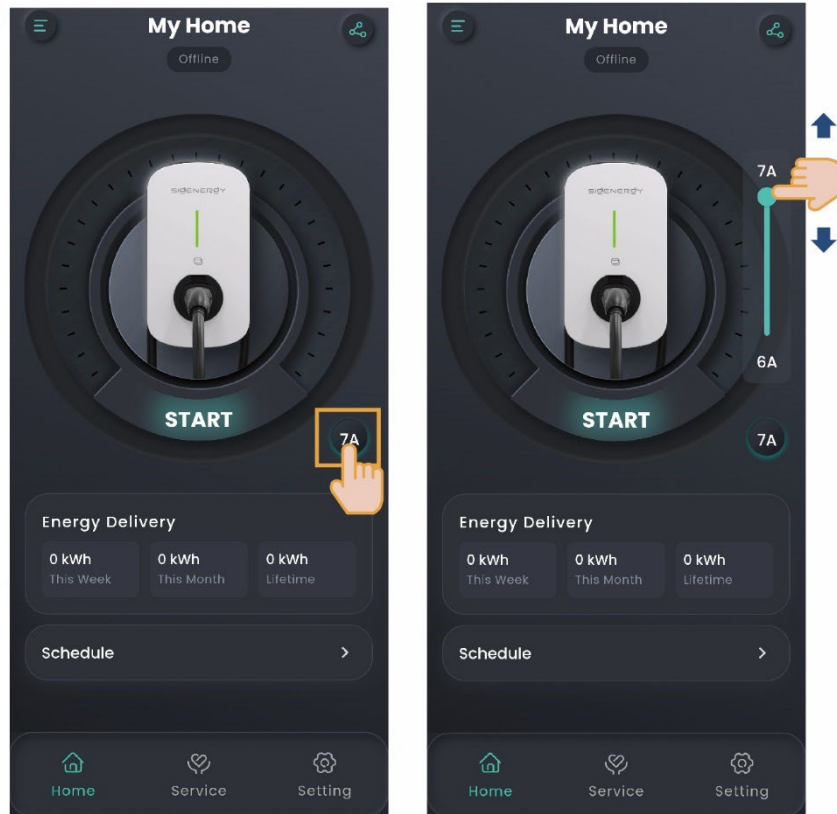 My Home
Offline
SIGENERGY
START
7A
Energy Delivery
0 kWh 0 kWh 0 kWh
This Week This Month Lifetime
Schedule
Home Service Setting
My Home
Offline
7A
SIGENERGY
6A
START
7A
Energy Delivery
0 kWh 0 kWh 0 kWh
This Week This Month Lifetime
Schedule
Home Service Setting